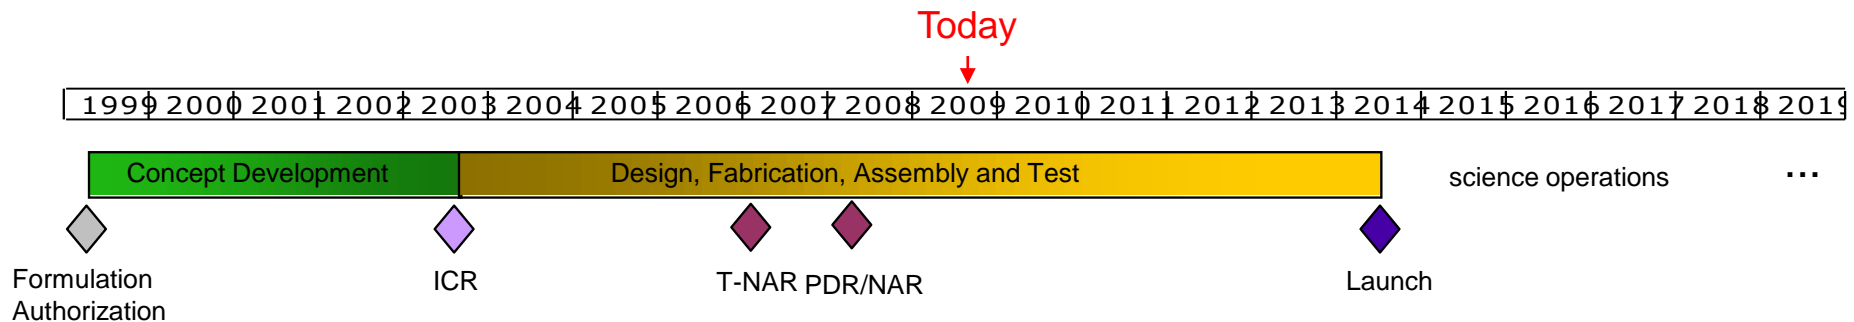 Today
1999 2000 2001 2002 2003 2004 2005 2006 2007 2008 2009 2010 2011 2012 2013 2014 2015 2016 2017 2018 2019
Concept Development
Design, Fabrication, Assembly and Test
science operations
...
Formulation
Authorization
ICR
T-NAR
PDR/NAR
Launch